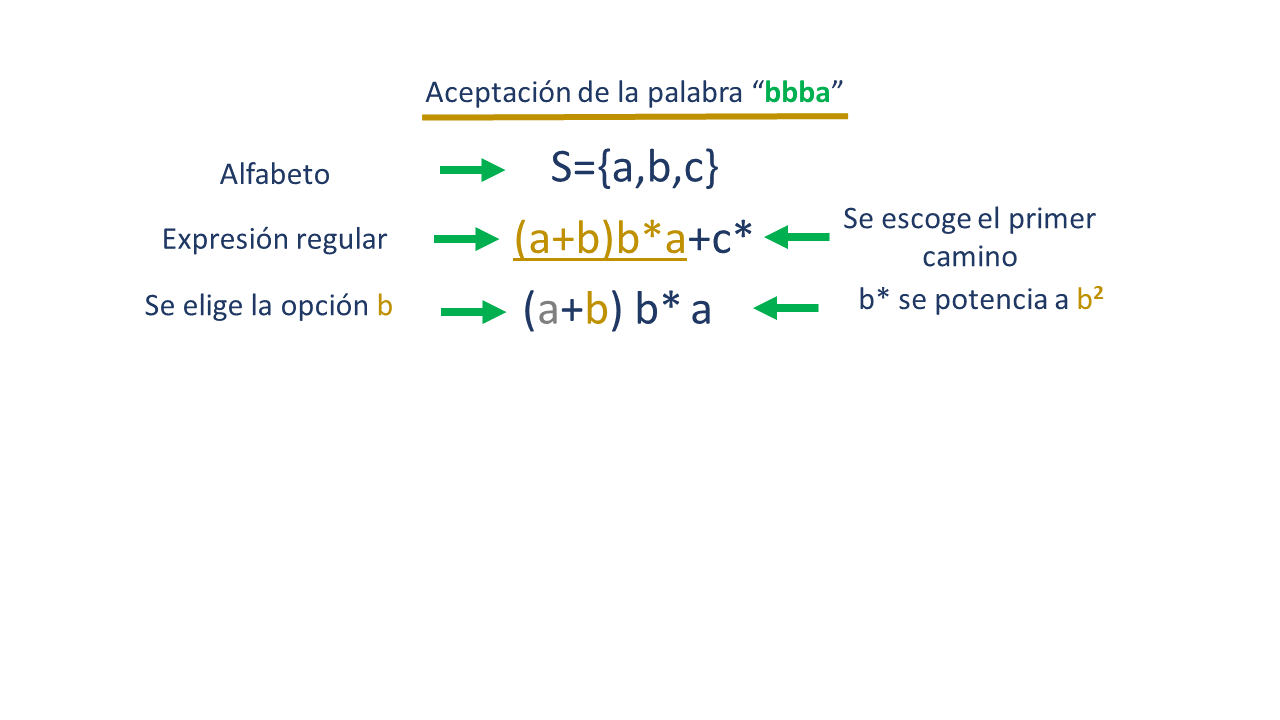 Aceptación de la palabra “bbba”
Alfabeto
S={a,b,c}
Expresión regular
(a+b)b*a+c*
Se escoge el primer
camino
Se elige la opción b
(a+b) b* a
b* se potencia a b²